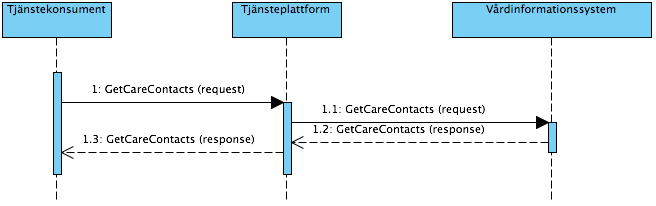 Tjänstekonsument
Tjänsteplattform
Vårdinformationssystem
1: GetCareContacts (request)
1.1: GetCareContacts (request)
1.2: GetCareContacts (response)
1.3: GetCareContacts (response)